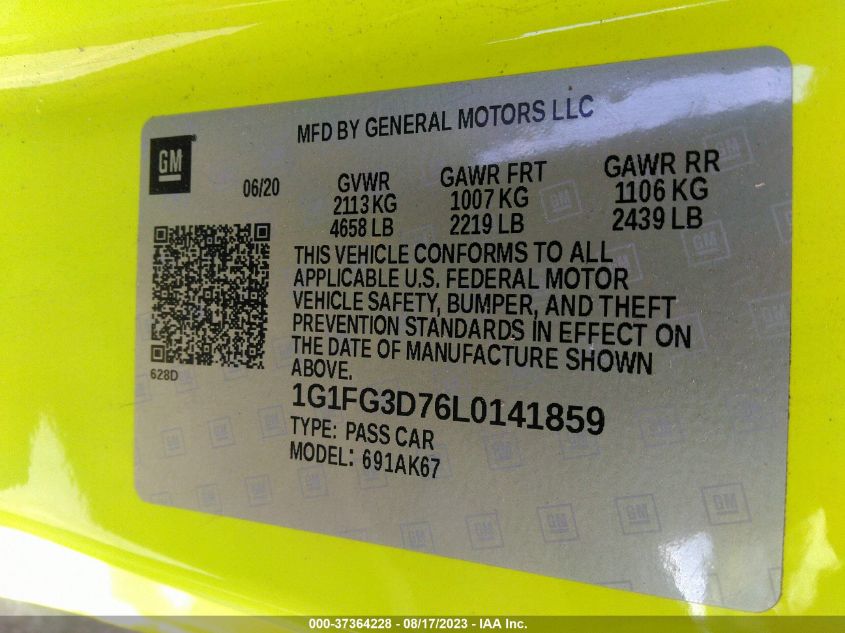 MFD BY GENERAL MOTORS LLC
GM
06/20
GVWR
2113 KG
4658 LB
GAWR FRT
1007 KG
2219 LB
GAWR RR
1106 KG
2439 LB
THIS VEHICLE CONFORMS TO ALL
APPLICABLE U.S. FEDERAL MOTOR
VEHICLE SAFETY, BUMPER, AND THEFT
PREVENTION STANDARDS IN EFFECT ON
THE DATE OF MANUFACTURE SHOWN
ABOVE.
628D
1G1FG3D76L0141859
TYPE: PASS CAR
MODEL: 691AK67
000-37364228 - 08/17/2023 - IAA Inc.